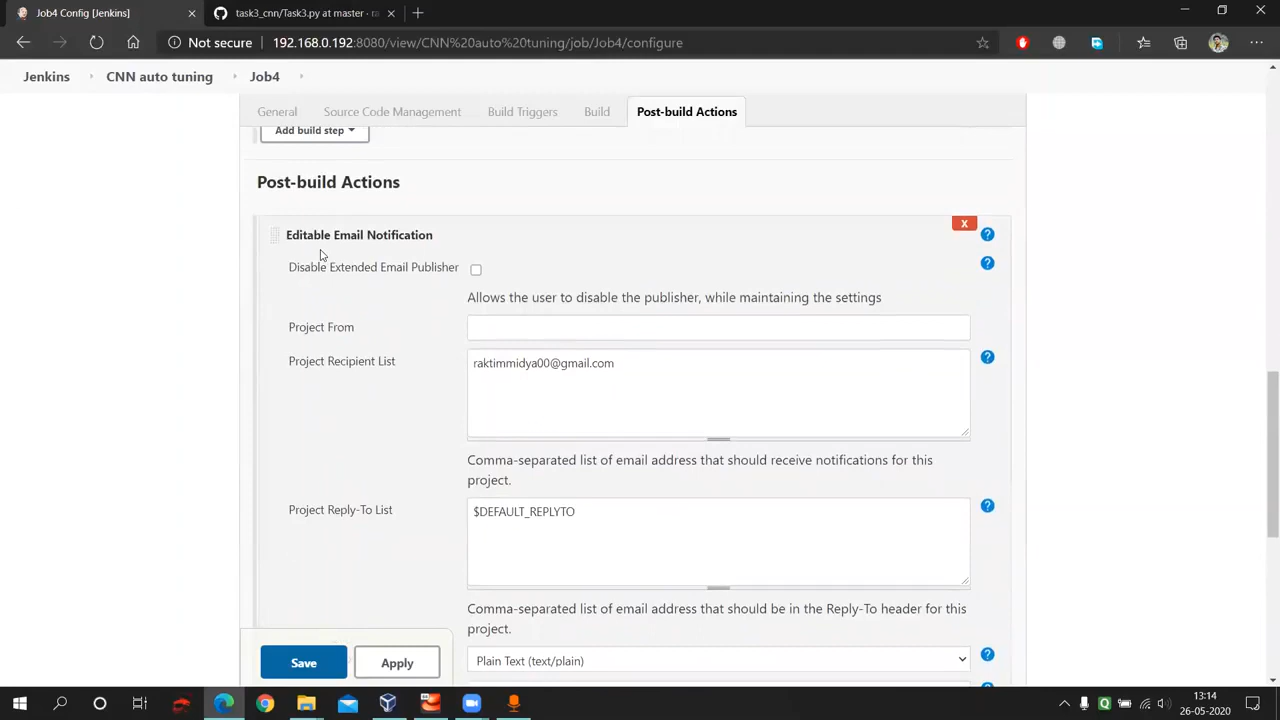 Job4 Config [Jenkins]
task3_cnn/Task3.py at master · ra
Not secure
192.168.0.192:8080/view/CNN%20auto%20tuning/job/Job4/configure
Jenkins
CNN auto tuning
Job4
General
Source Code Management
Build Triggers
Build
Post-build Actions
Add build step
Post-build Actions
Editable Email Notification
X
?
Disable Extended Email Publisher
?
Allows the user to disable the publisher, while maintaining the settings
Project From
Project Recipient List
raktimmidya00@gmail.com
?
Comma-separated list of email address that should receive notifications for this
project.
Project Reply-To List
$DEFAULT_REPLYTO
?
Comma-separated list of email address that should be in the Reply-To header for this
project.
Plain Text (text/plain)
?
Save
Apply
13:14
26-05-2020